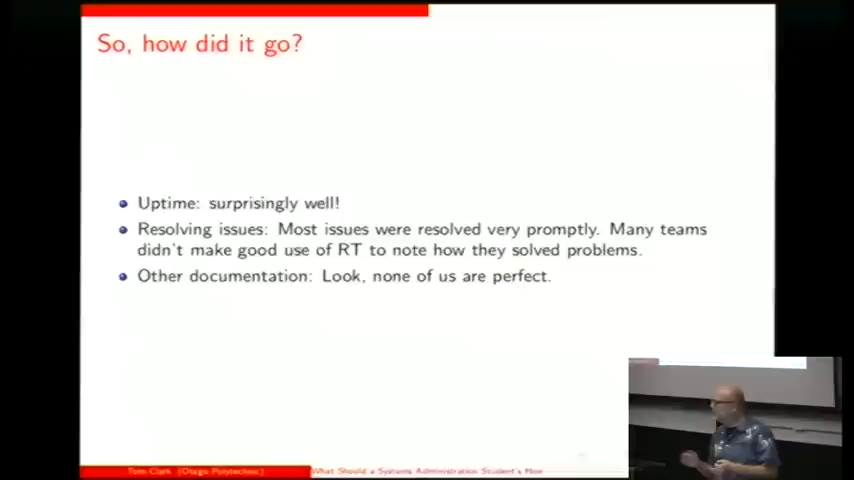 So, how did it go?
Uptime: surprisingly well!
Resolving issues: Most issues were resolved very promptly. Many teams
didn't make good use of RT to note how they solved problems.
Other documentation: Look, none of us are perfect.
Tom Clark (Otago Polytechnic)
What Should a Systems Administration Student's